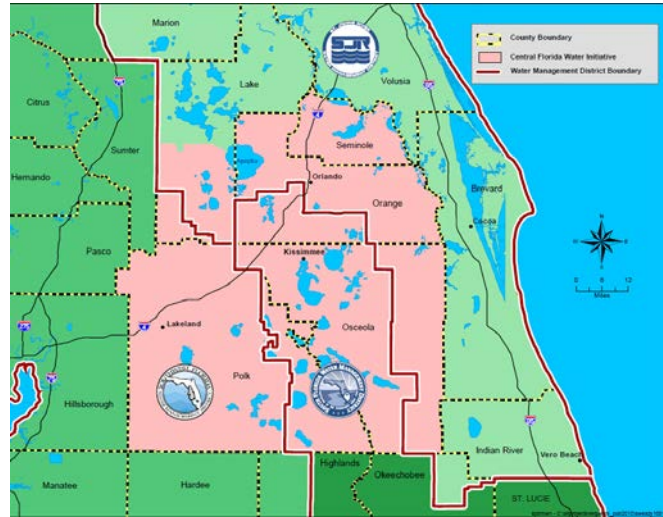 County Boundary
Central Florida Water Initiative
Water Management District Boundary
Marion
Lake
SJR
Volusia
Citrus
Sumter
Seminole
Hernando
Apopka
Orlando
Orange
Brevard
Cocoa
Pasco
Kissimmee
Lakeland
Osceola
Polk
Hillsborough
0 6 12
Miles
Indian River
Vero Beach
Highlands
Okeechobee
Manatee
Hardee
ST. LUCIE